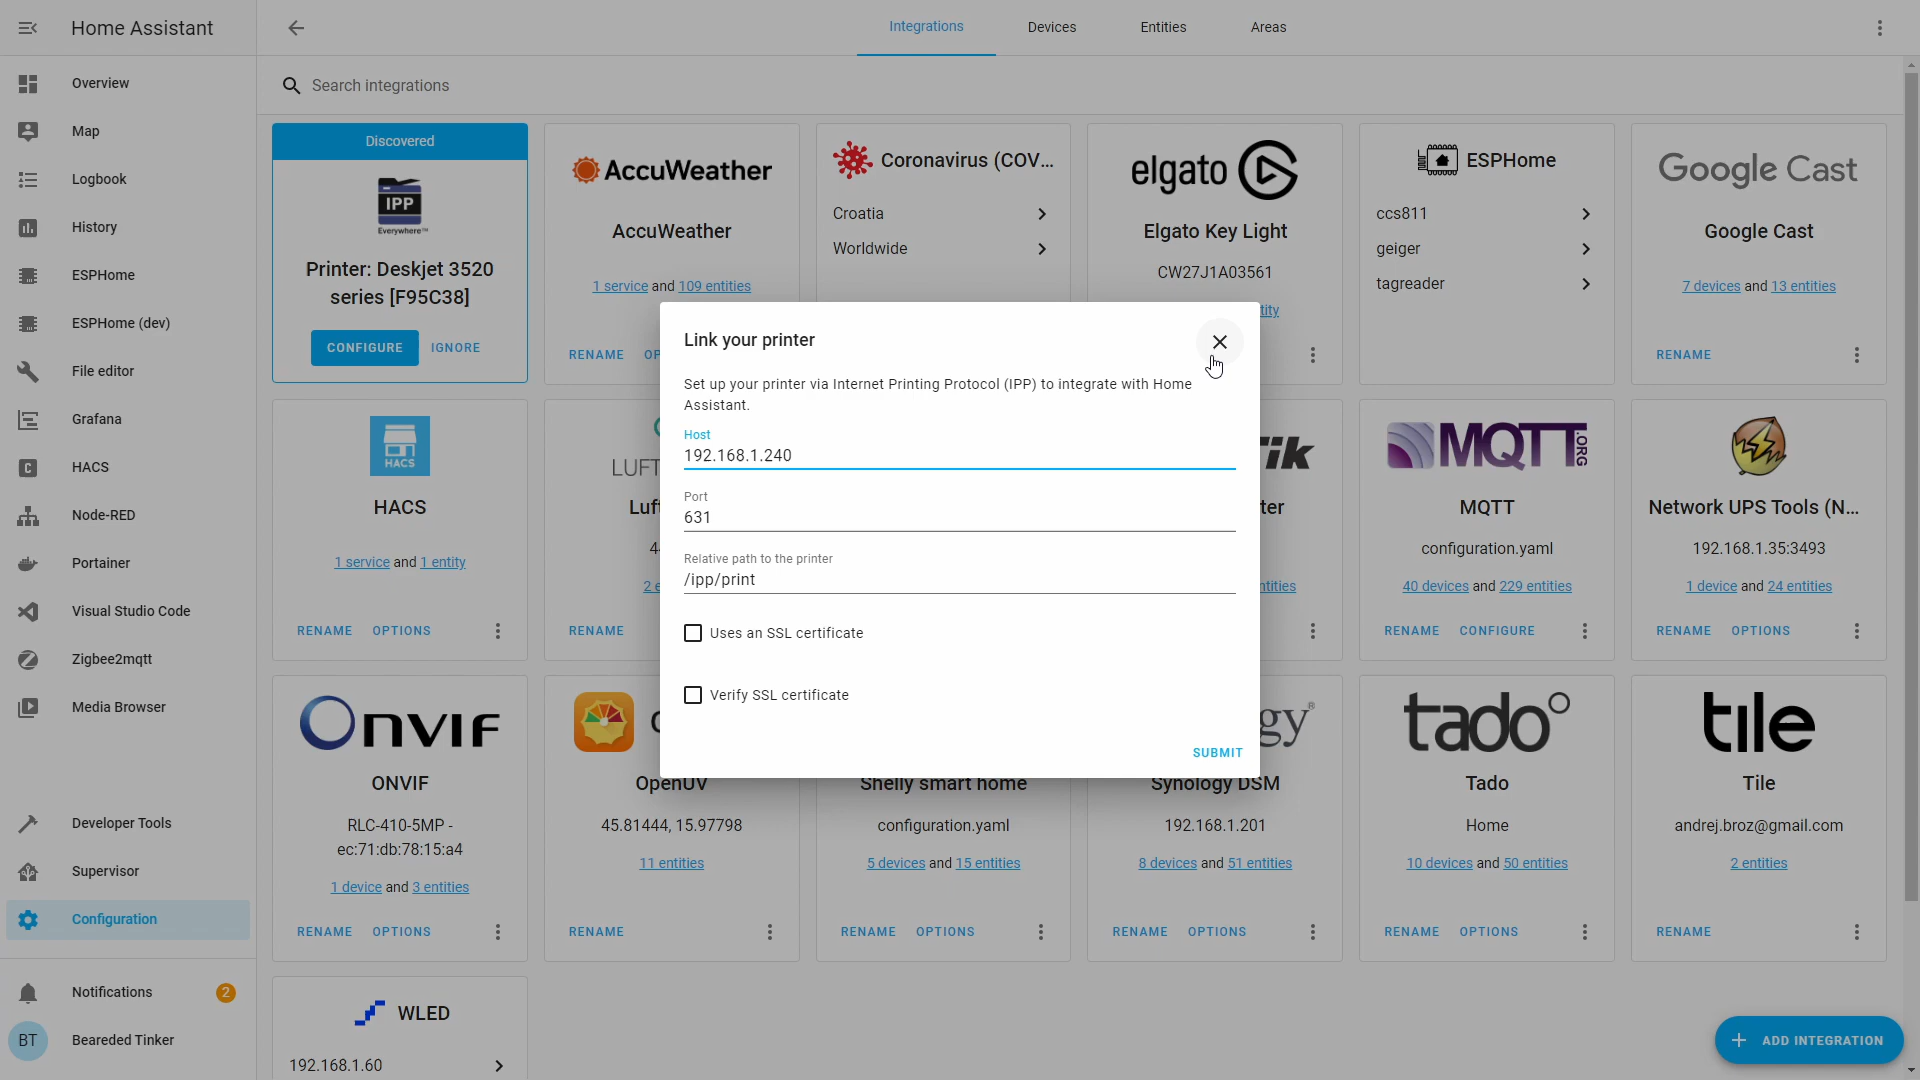 Home Assistant
Integrations
Devices
Entities
Areas
Search integrations
Overview
Map
Logbook
History
ESPHome
ESPHome (dev)
File editor
Grafana
HACS
Node-RED
Portainer
Visual Studio Code
Zigbee2mqtt
Media Browser
Developer Tools
Supervisor
Configuration
Notifications
2
BT
Beareded Tinker
Discovered
IPP
Everywhere™
Printer: Deskjet 3520
series [F95C38]
CONFIGURE
IGNORE
AccuWeather
AccuWeather
1 service and 109 entities
RENAME
OP
Coronavirus (COV...
Croatia
Worldwide
elgato
Elgato Key Light
CW27J1A03561
tity
ESPHome
ccs811
geiger
tagreader
Google Cast
Google Cast
7 devices and 13 entities
RENAME
Link your printer
Set up your printer via Internet Printing Protocol (IPP) to integrate with Home
Assistant.
Host
192.168.1.240
Port
631
Relative path to the printer
/ipp/print
Uses an SSL certificate
Verify SSL certificate
SUBMIT
HACS
HACS
1 service and 1 entity
RENAME
OPTIONS
LUFT
Luf
44
2 e
RENAME
Tik
ter
ntities
MQTT.ORG
MQTT
configuration.yaml
40 devices and 229 entities
RENAME
CONFIGURE
Network UPS Tools (N...
192.168.1.35:3493
1 device and 24 entities
RENAME
OPTIONS
ONVIF
ONVIF
RLC-410-5MP -
ec:71:db:78:15:a4
1 device and 3 entities
RENAME
OPTIONS
OpenUV
45.81444, 15.97798
11 entities
RENAME
Shelly smart home
configuration.yaml
5 devices and 15 entities
RENAME
OPTIONS
gy®
Synology DSM
192.168.1.201
8 devices and 51 entities
RENAME
OPTIONS
tado°
Tado
Home
10 devices and 50 entities
RENAME
OPTIONS
tile
Tile
andrej.broz@gmail.com
2 entities
RENAME
WLED
192.168.1.60
ADD INTEGRATION